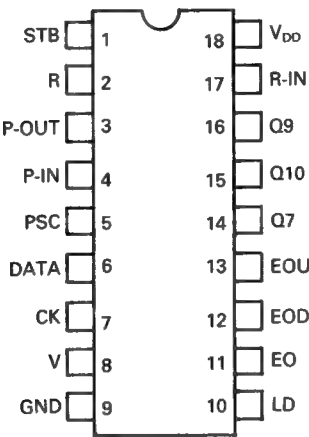 STB 1 18 VDD
R 2 17 R-IN
P-OUT 3 16 Q9
P-IN 4 15 Q10
PSC 5 14 Q7
DATA 6 13 EOU
CK 7 12 EOD
V 8 11 EO
GND 9 10 LD